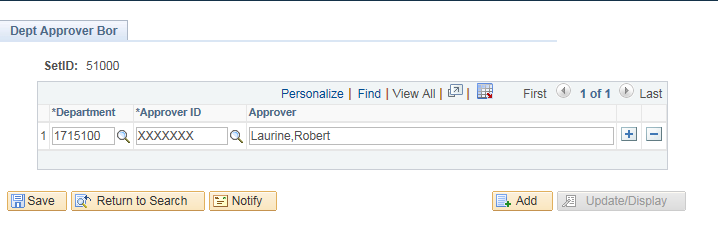 Dept Approver Bor
SetID: 51000
Personalize | Find | View All | | First 1 of 1 Last
*Department *Approver ID Approver
1 1715100 XXXXXXX Laurine,Robert
Save Return to Search Notify Add Update/Display